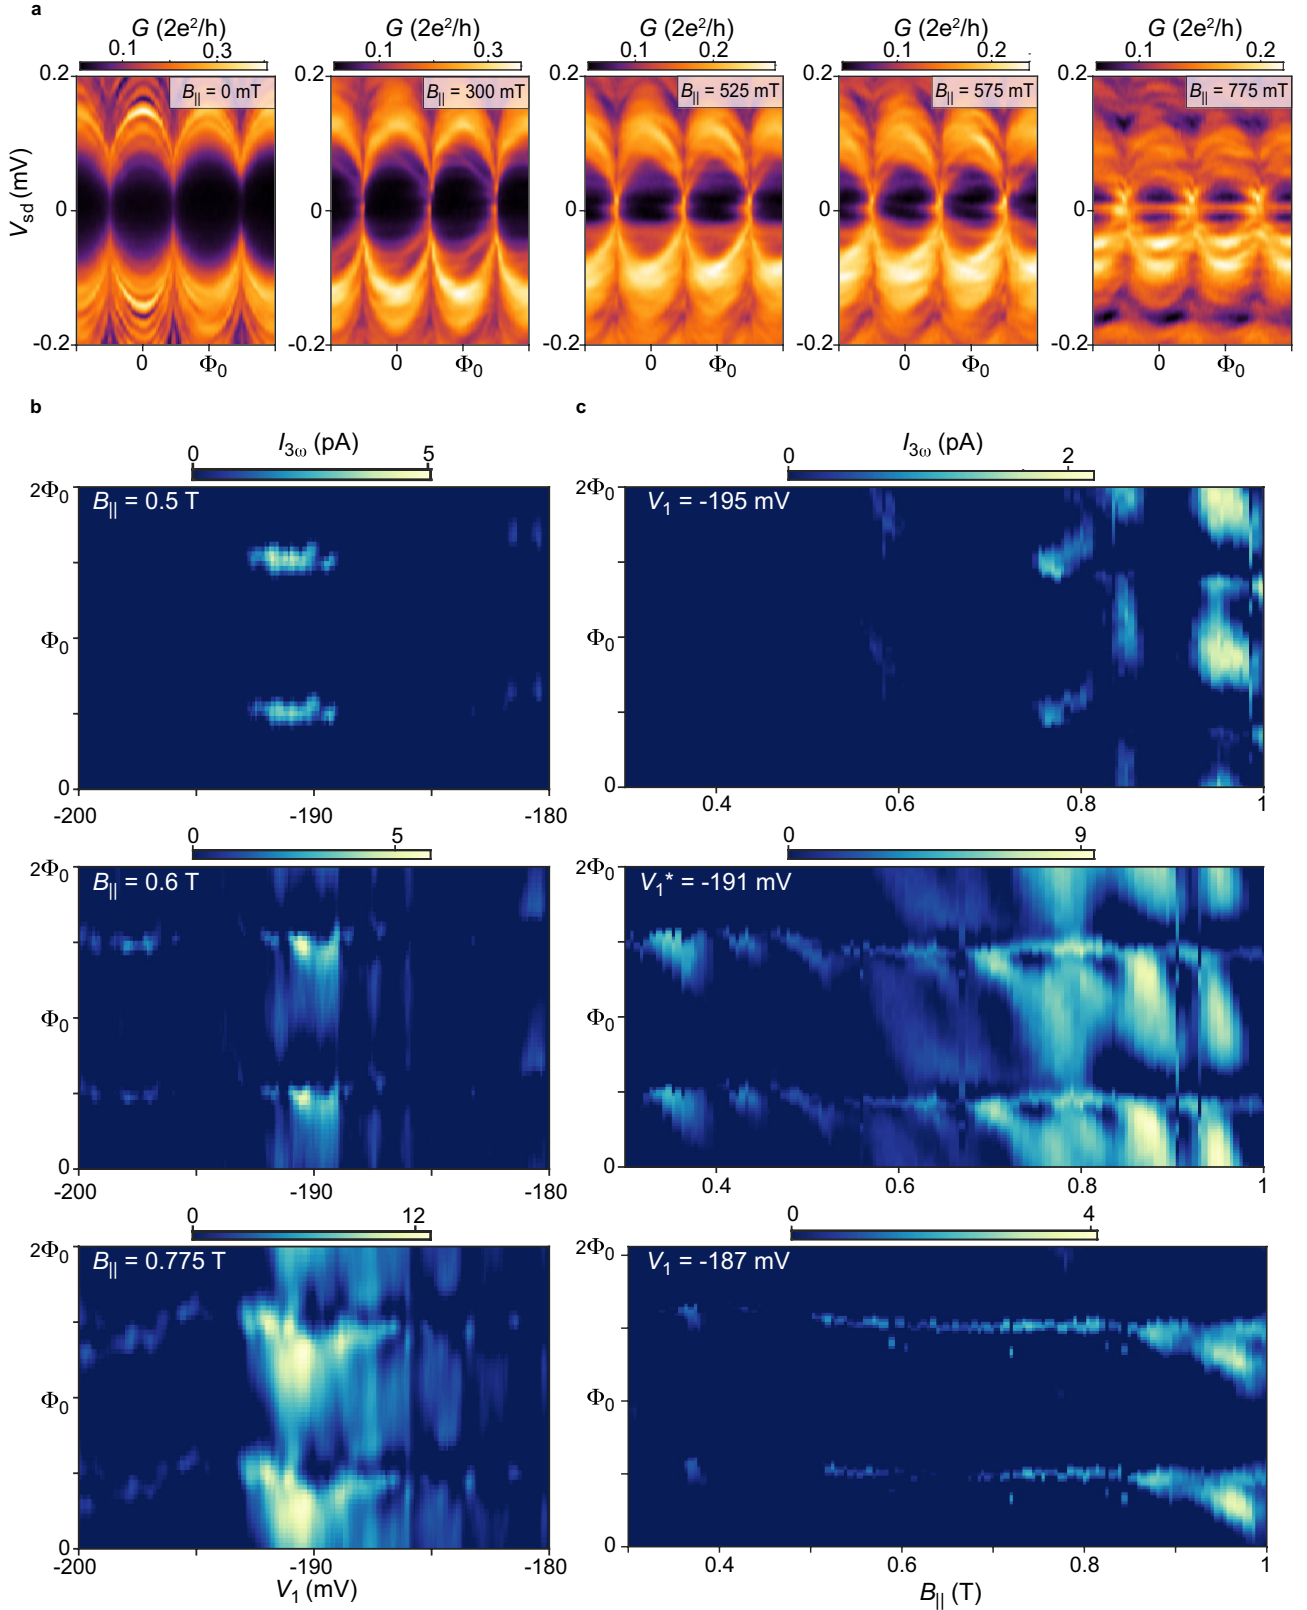 a
G (2e²/h) G (2e²/h) G (2e²/h) G (2e²/h) G (2e²/h)
0.1 0.3 0.1 0.3 0.1 0.2 0.1 0.2 0.1 0.2
B|| = 0 mT B|| = 300 mT B|| = 525 mT B|| = 575 mT B|| = 775 mT
0.2 0.2 0.2 0.2 0.2
Vsd (mV)
0 0 0 0 0
-0.2 -0.2 -0.2 -0.2 -0.2
0 Φ₀ 0 Φ₀ 0 Φ₀ 0 Φ₀ 0 Φ₀
b
I3ω (pA)
0 5
2Φ₀
B|| = 0.5 T
Φ₀
0
-200 -190 -180
0 5
2Φ₀
B|| = 0.6 T
Φ₀
0
-200 -190 -180
0 12
2Φ₀
B|| = 0.775 T
Φ₀
0
-200 -190 -180
V₁ (mV)
c
I3ω (pA)
0 2
2Φ₀
V₁ = -195 mV
Φ₀
0
0.4 0.6 0.8 1
0 9
2Φ₀
V₁* = -191 mV
Φ₀
0
0.4 0.6 0.8 1
0 4
2Φ₀
V₁ = -187 mV
Φ₀
0
0.4 0.6 0.8 1
B|| (T)